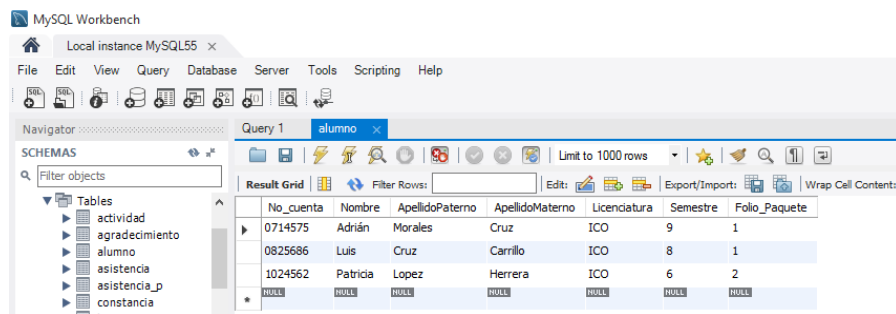 MySQL Workbench
Local instance MySQL55 ×
File Edit View Query Database Server Tools Scripting Help
Navigator
Query 1 alumno ×
SCHEMAS
Limit to 1000 rows
Filter objects
Result Grid Filter Rows: Edit: Export/Import: Wrap Cell Content:
Tables
actividad
agradecimiento
alumno
asistencia
asistencia_p
constancia
No_cuenta Nombre ApellidoPaterno ApellidoMaterno Licenciatura Semestre Folio_Paquete
0714575 Adrián Morales Cruz ICO 9 1
0825686 Luis Cruz Carrillo ICO 8 1
1024562 Patricia Lopez Herrera ICO 6 2
NULL NULL NULL NULL NULL NULL NULL